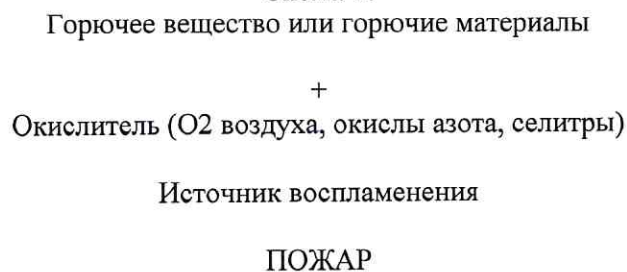 Горючее вещество или горючие материалы
+
Окислитель (О2 воздуха, окислы азота, селитры)
Источник воспламенения
ПОЖАР